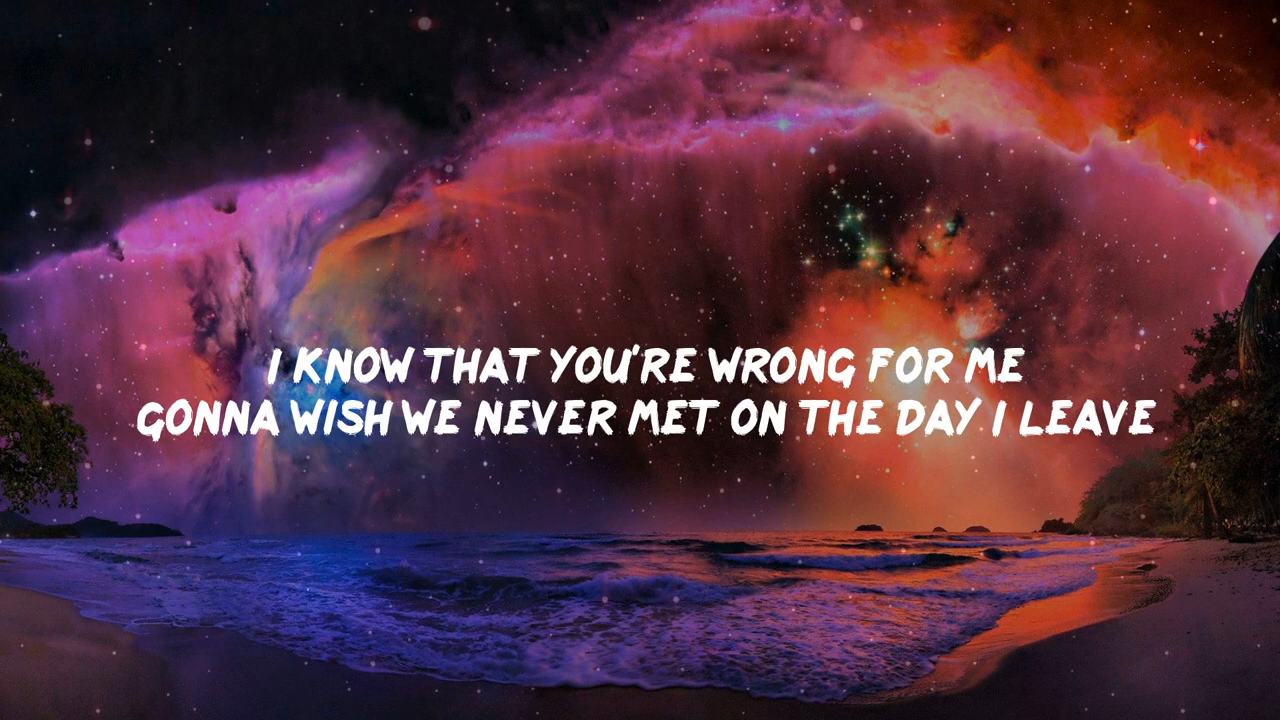 I KNOW THAT YOU'RE WRONG FOR ME
GONNA WISH WE NEVER MET ON THE DAY I LEAVE